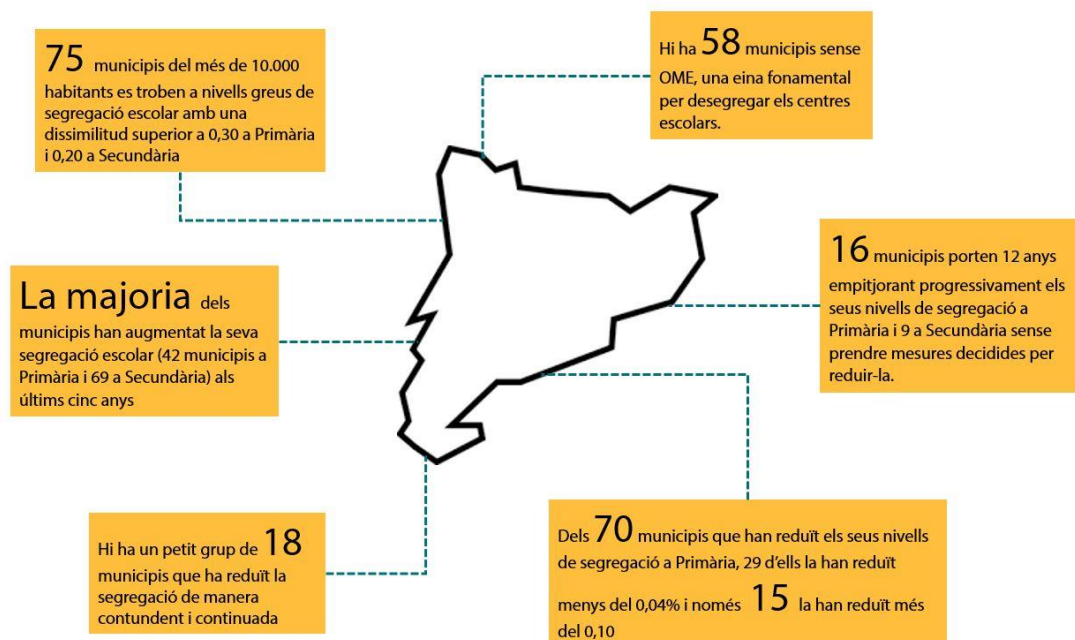 75 municipis del més de 10.000
habitants es troben a nivells greus de
segregació escolar amb una
dissimilitud superior a 0,30 a Primària
i 0,20 a Secundària
Hi ha 58 municipis sense
OME, una eina fonamental
per desegregar els centres
escolars.
La majoria dels
municipis han augmentat la seva
segregació escolar (42 municipis a
Primària i 69 a Secundària) als
últims cinc anys
16 municipis porten 12 anys
empitjorant progressivament els
seus nivells de segregació a
Primària i 9 a Secundària sense
prendre mesures decidides per
reduir-la.
Hi ha un petit grup de 18
municipis que ha reduït la
segregació de manera
contundent i continuada
Dels 70 municipis que han reduït els seus nivells
de segregació a Primària, 29 d'ells la han reduït
menys del 0,04% i només 15 la han reduït més
del 0,10